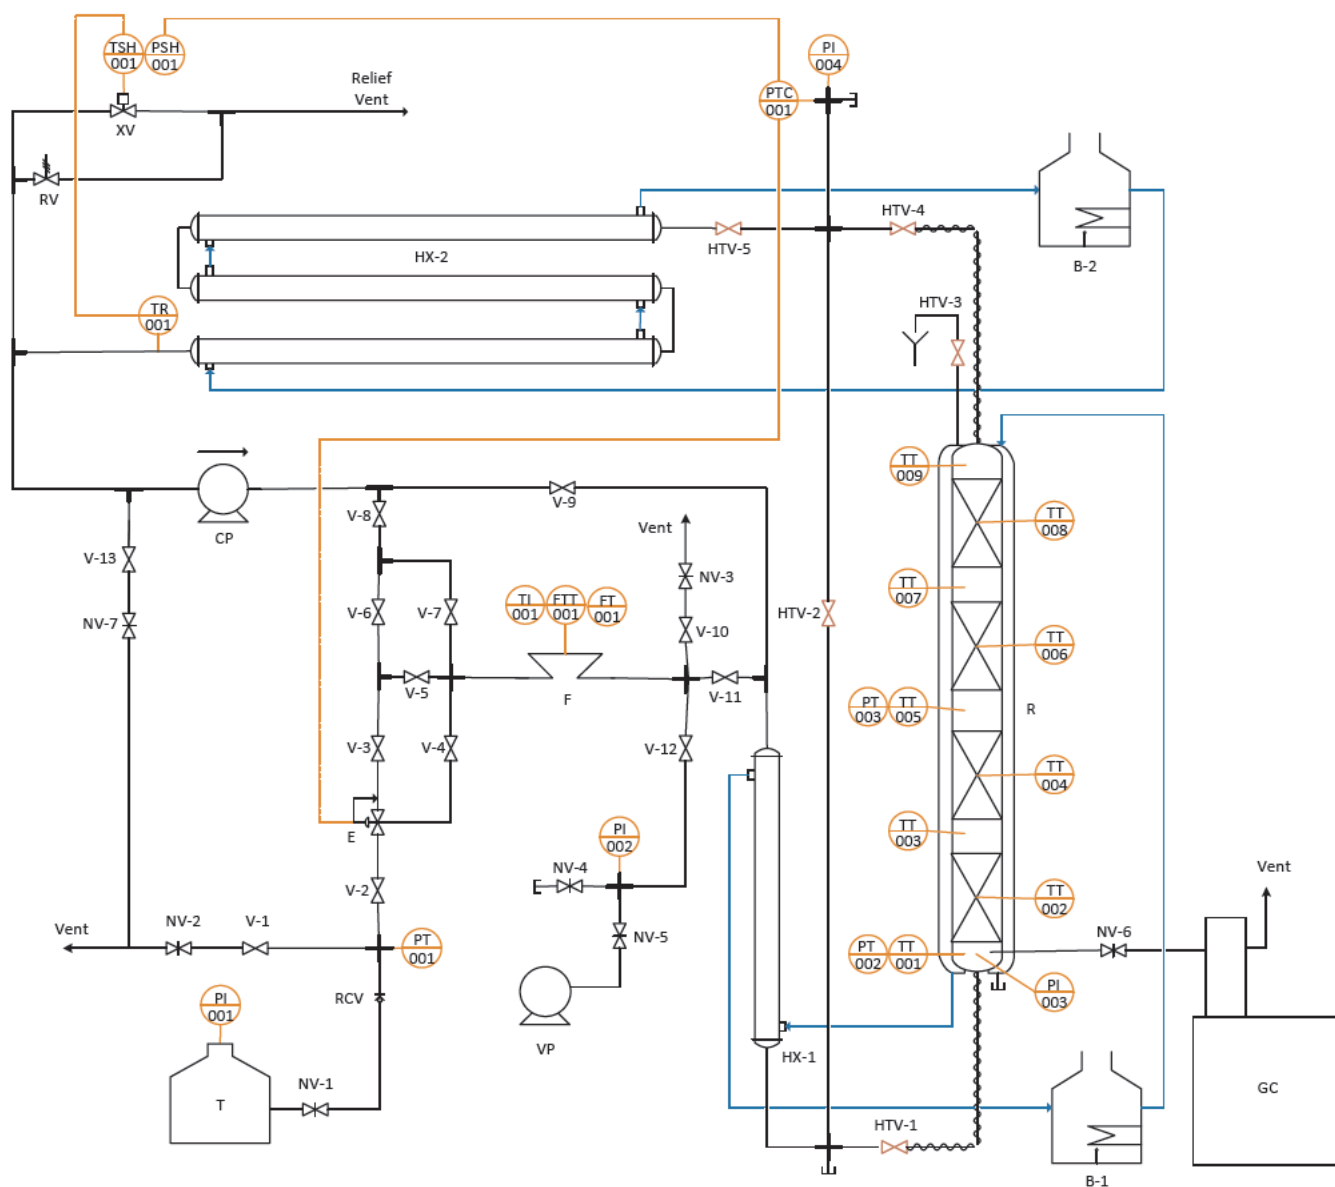 TSH
001
PSH
001
PI
004
Relief
Vent
PTC
001
XV
RV
HTV-4
HTV-5
HX-2
B-2
HTV-3
TR
001
TT
009
V-9
V-8
Vent
CP
TT
008
V-13
NV-3
TI
001
FTT
001
FT
001
TT
007
V-6
V-7
HTV-2
NV-7
V-10
TT
006
V-5
F
V-11
PT
003
TT
005
R
V-3
V-4
V-12
TT
004
E
PI
002
TT
003
NV-4
V-2
Vent
TT
002
Vent
NV-2
V-1
PT
001
NV-5
NV-6
PT
002
TT
001
PI
003
RCV
PI
001
VP
HX-1
NV-1
T
GC
HTV-1
B-1